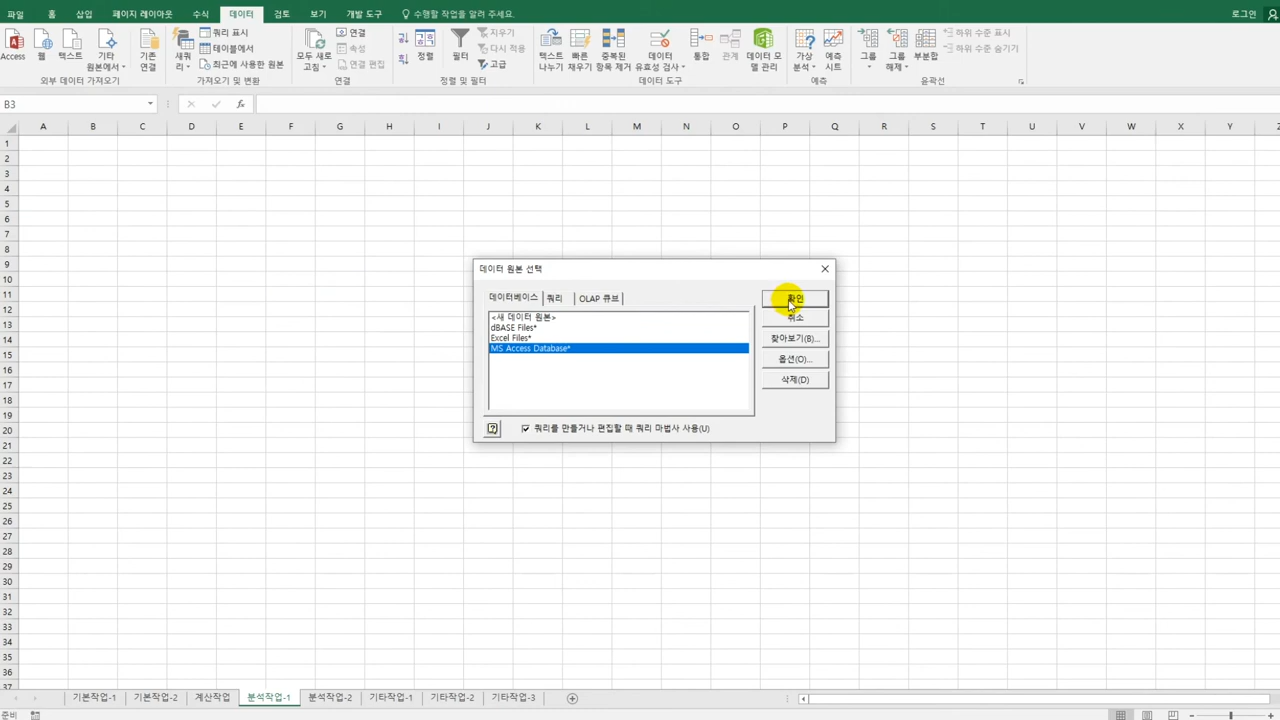 파일 홈 삽입 페이지 레이아웃 수식 데이터 검토 보기 개발 도구 수행할 작업을 알려 주세요. 로그인
Access 웹 텍스트 기타 원본에서 기존 연결 새 쿼리 쿼리 표시 테이블에서 최근에 사용한 원본 모두 새로 고침 연결 속성 연결 편집 정렬 필터 지우기 다시 적용 고급 텍스트 나누기 빠른 채우기 중복된 항목 제거 데이터 유효성 검사 통합 관계 데이터 모델 관리 가상 분석 예측 시트 그룹 그룹 해제 부분합 하위 수준 표시 하위 수준 숨기기
외부 데이터 가져오기 가져오기 및 변환 연결 정렬 및 필터 데이터 도구 예측 윤곽선
B3 fx
A B C D E F G H I J K L M N O P Q R S T U V W X Y Z
1
2
3
4
5
6
7
8
9
10
11
12
13
14
15
16
17
18
19
20
21
22
23
24
25
26
27
28
29
30
31
32
33
34
35
36
37
데이터 원본 선택
데이터베이스 쿼리 OLAP 큐브
<새 데이터 원본>
dBASE Files*
Excel Files*
MS Access Database*
확인
취소
찾아보기(B)...
옵션(O)...
삭제(D)
쿼리를 만들거나 편집할 때 쿼리 마법사 사용(U)
기본작업-1 기본작업-2 계산작업 분석작업-1 분석작업-2 기타작업-1 기타작업-2 기타작업-3
준비